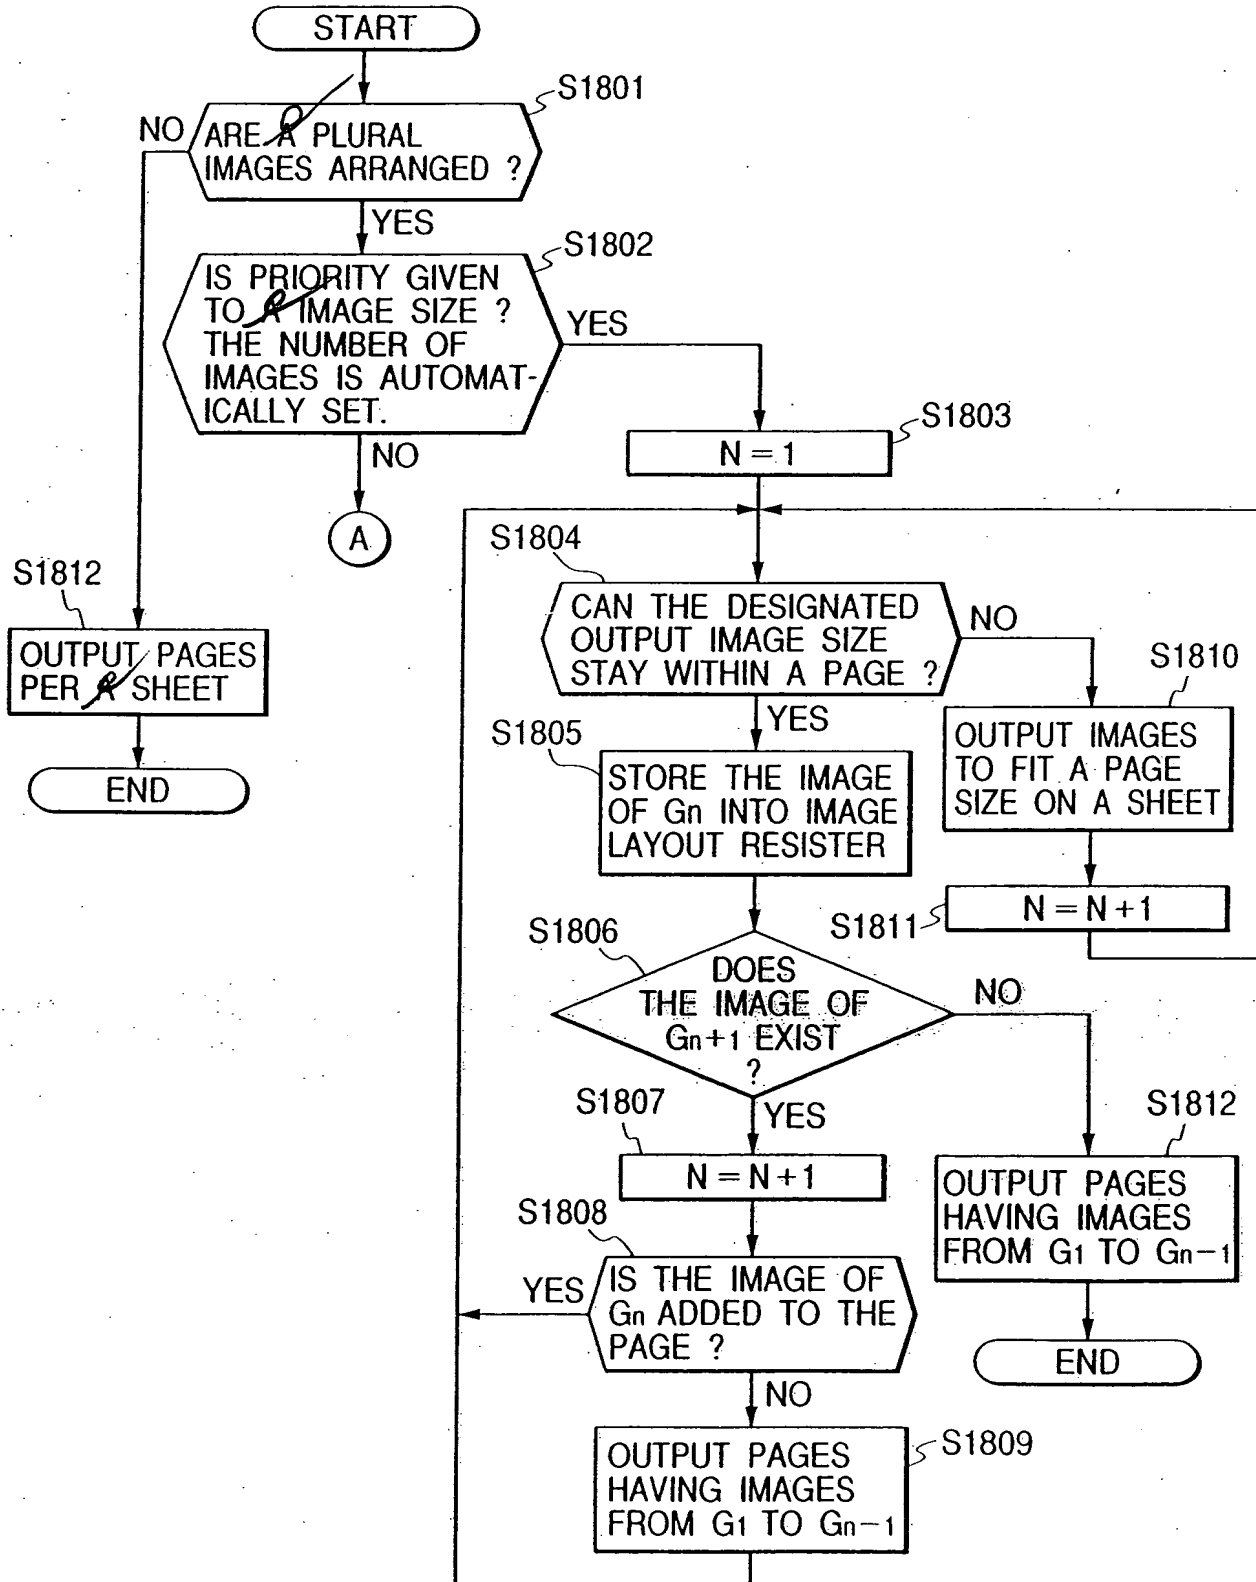 START
S1801
NO
ARE A PLURAL
IMAGES ARRANGED ?
YES
S1802
IS PRIORITY GIVEN
TO A IMAGE SIZE ?
THE NUMBER OF
IMAGES IS AUTOMAT-
ICALLY SET.
YES
NO
A
S1803
N = 1
S1812
OUTPUT PAGES
PER A SHEET
END
S1804
CAN THE DESIGNATED
OUTPUT IMAGE SIZE
STAY WITHIN A PAGE ?
NO
YES
S1810
OUTPUT IMAGES
TO FIT A PAGE
SIZE ON A SHEET
S1805
STORE THE IMAGE
OF Gn INTO IMAGE
LAYOUT RESISTER
S1811
N = N + 1
S1806
DOES
THE IMAGE OF
Gn+1 EXIST
?
NO
YES
S1807
N = N + 1
S1812
OUTPUT PAGES
HAVING IMAGES
FROM G1 TO Gn-1
END
S1808
YES
IS THE IMAGE OF
Gn ADDED TO THE
PAGE ?
NO
S1809
OUTPUT PAGES
HAVING IMAGES
FROM G1 TO Gn-1